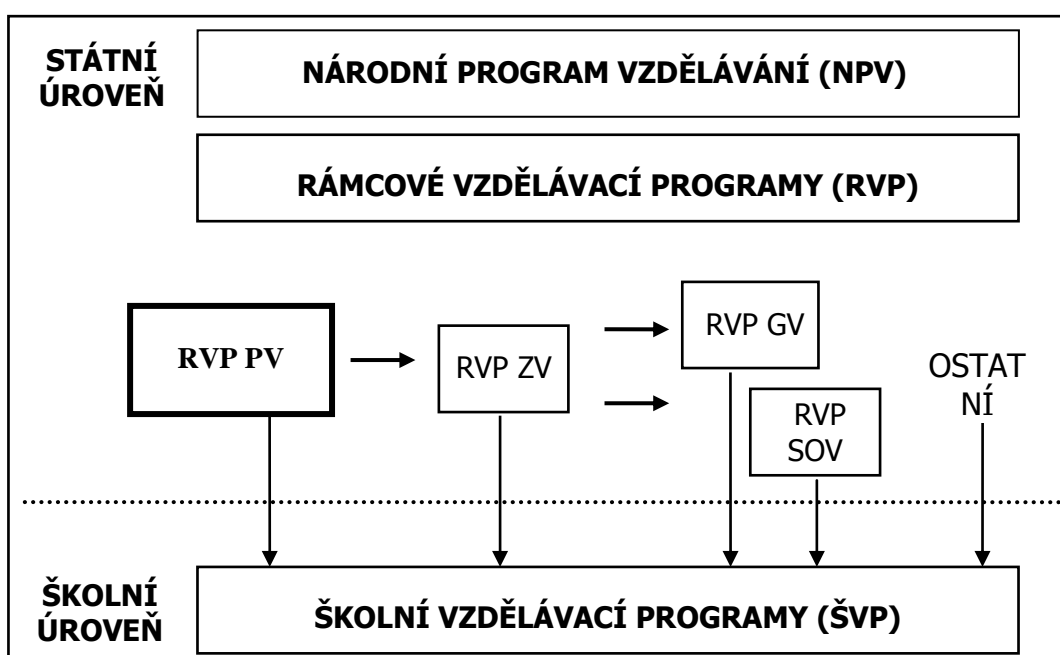 STÁTNÍ
ÚROVEŇ
NÁRODNÍ PROGRAM VZDĚLÁVÁNÍ (NPV)
RÁMCOVÉ VZDĚLÁVACÍ PROGRAMY (RVP)
RVP PV
RVP ZV
RVP GV
RVP
SOV
OSTAT
NÍ
ŠKOLNÍ
ÚROVEŇ
ŠKOLNÍ VZDĚLÁVACÍ PROGRAMY (ŠVP)